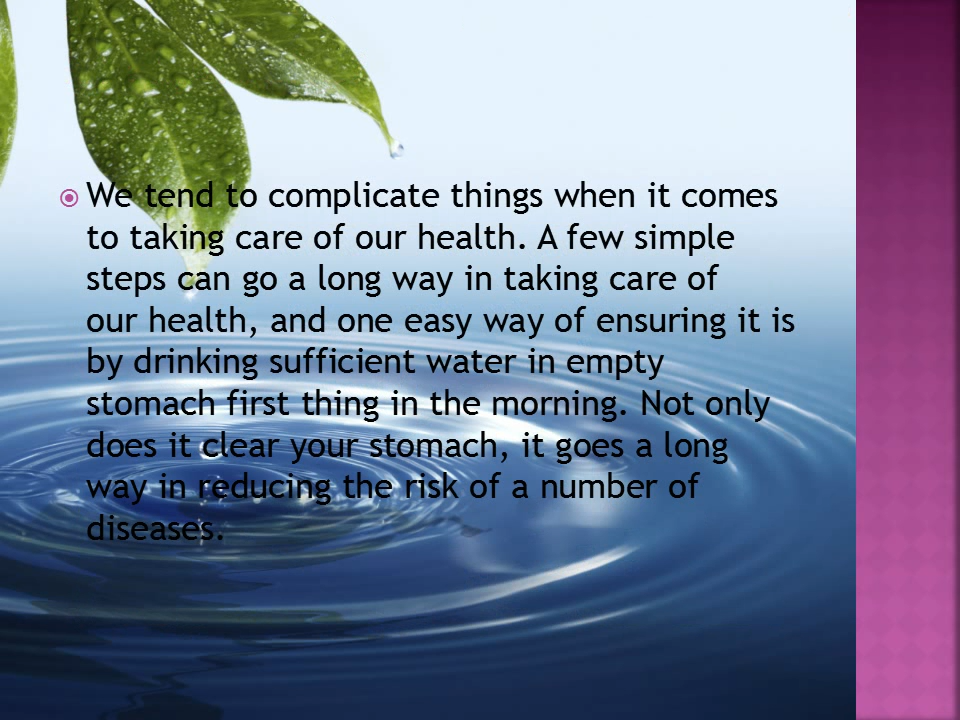 We tend to complicate things when it comes
to taking care of our health. A few simple
steps can go a long way in taking care of
our health, and one easy way of ensuring it is
by drinking sufficient water in empty
stomach first thing in the morning. Not only
does it clear your stomach, it goes a long
way in reducing the risk of a number of
diseases.